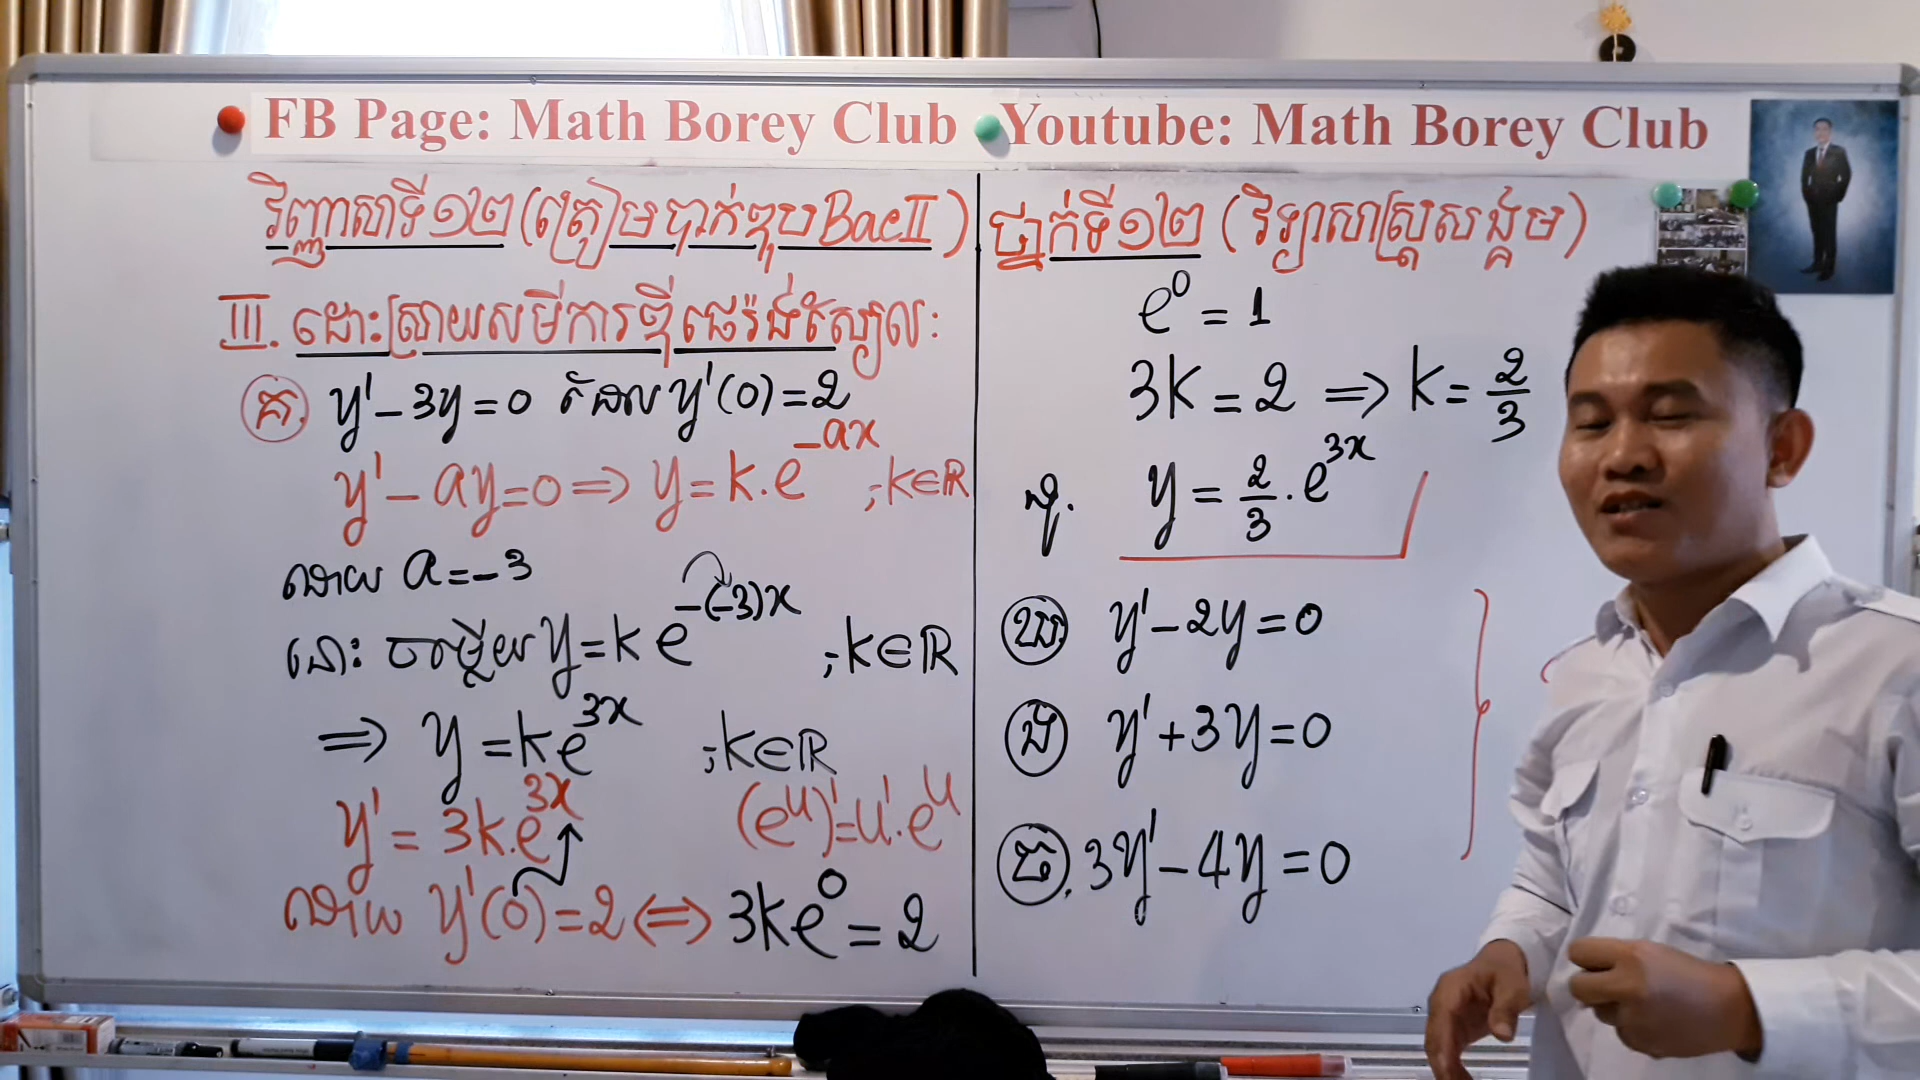 FB Page: Math Borey Club Youtube: Math Borey Club
វិញ្ញាសាទី១២ (ត្រៀមបាក់ឌុប BacII)
III. ដោះស្រាយសមីការឌីផេរ៉ង់ស្យែល:
គ. y' - 3y = 0 ដែល y'(0) = 2
y' - ay = 0 ⇒ y = k.e^{-ax} ; k∈ℝ
ដោយ a = -3
នោះ ចម្លើយ y = k e^{-(-3)x} ; k∈ℝ
⇒ y = ke^{3x} ; k∈ℝ
y' = 3k.e^{3x} (e^u)' = u'.e^u
ដោយ y'(0) = 2 ⇔ 3ke^0 = 2
ថ្នាក់ទី១២ (វិទ្យាសាស្ត្រសង្គម)
e^0 = 1
3k = 2 ⇒ k = 2/3
ដូ. y = 2/3 . e^{3x}
ឃ. y' - 2y = 0
ង y' + 3y = 0
ច. 3y' - 4y = 0